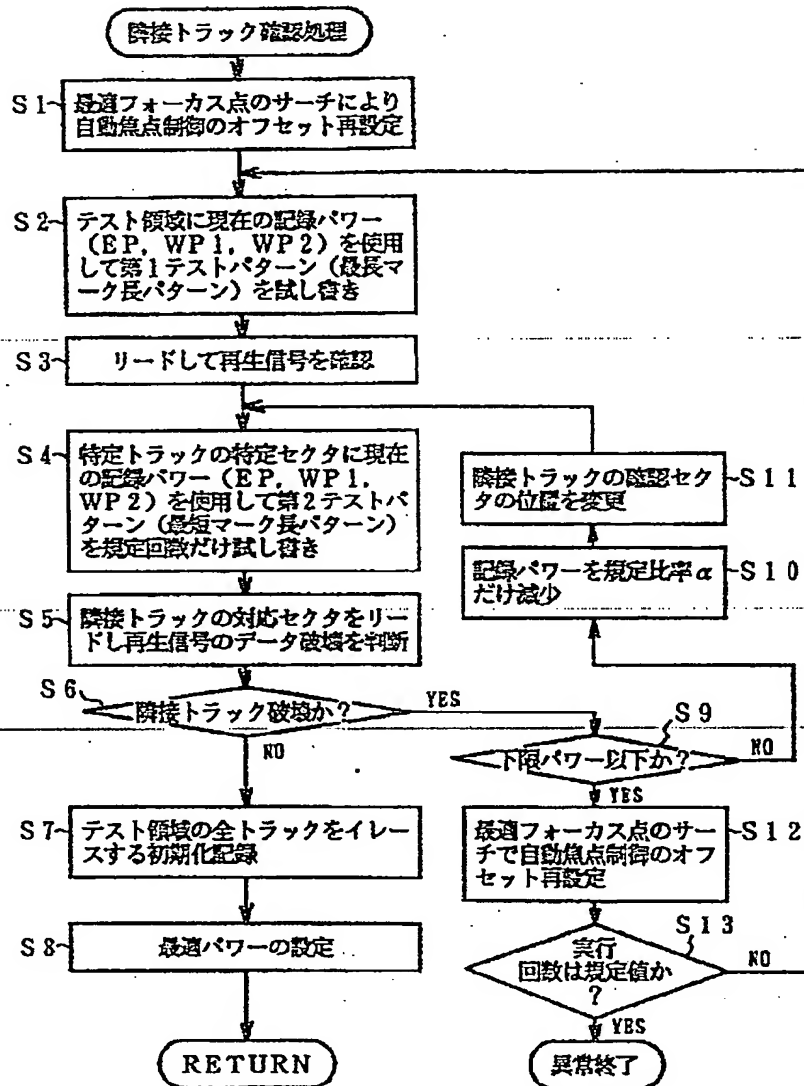 隣接トラック確認処理
S1
最適フォーカス点のサーチにより
自動焦点制御のオフセット再設定
S2
テスト領域に現在の記録パワー
(EP, WP1, WP2)を使用
して第1テストパターン(最長マ
ーク長パターン)を試し書き
S3
リードして再生信号を確認
S4
特定トラックの特定セクタに現在
の記録パワー(EP, WP1,
WP2)を使用して第2テストパ
ターン(最短マーク長パターン)
を規定回数だけ試し書き
S5
隣接トラックの対応セクタをリー
ドし再生信号のデータ破壊を判断
S6
隣接トラック破壊か?
YES
NO
S7
テスト領域の全トラックをイレー
スする初期化記録
S8
最適パワーの設定
RETURN
S9
下限パワー以下か?
NO
YES
S10
記録パワーを規定比率α
だけ減少
S11
隣接トラックの確認セク
タの位置を変更
S12
最適フォーカス点のサー
チで自動焦点制御のオフ
セット再設定
S13
実行
回数は規定値か
?
NO
YES
異常終了